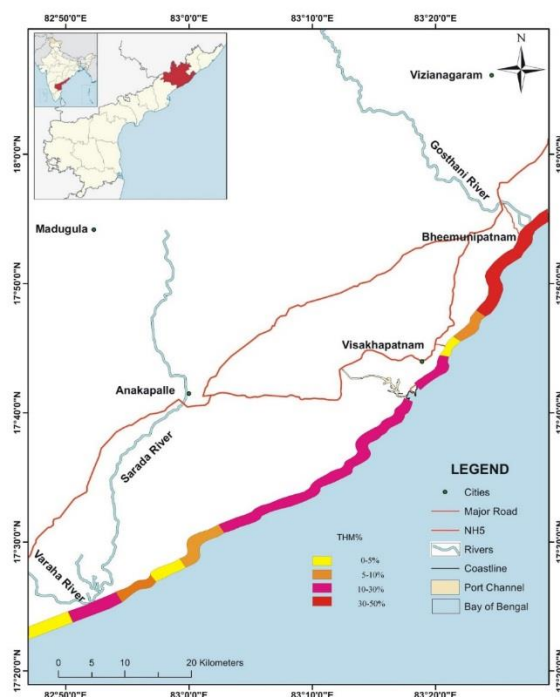 82°50'0"E
83°0'0"E
83°10'0"E
83°20'0"E
N
Vizianagaram
18°0'0"N
Gosthani River
Madugula
Bheemunipatnam
17°50'0"N
Visakhapatnam
Anakapalle
17°40'0"N
Sarada River
LEGEND
Cities
Major Road
NH5
Rivers
Coastline
Port Channel
Bay of Bengal
THM%
0-5%
5-10%
10-30%
30-50%
17°30'0"N
Varaha River
17°20'0"N
0 5 10 20 Kilometers
82°50'0"E
83°0'0"E
83°10'0"E
83°20'0"E